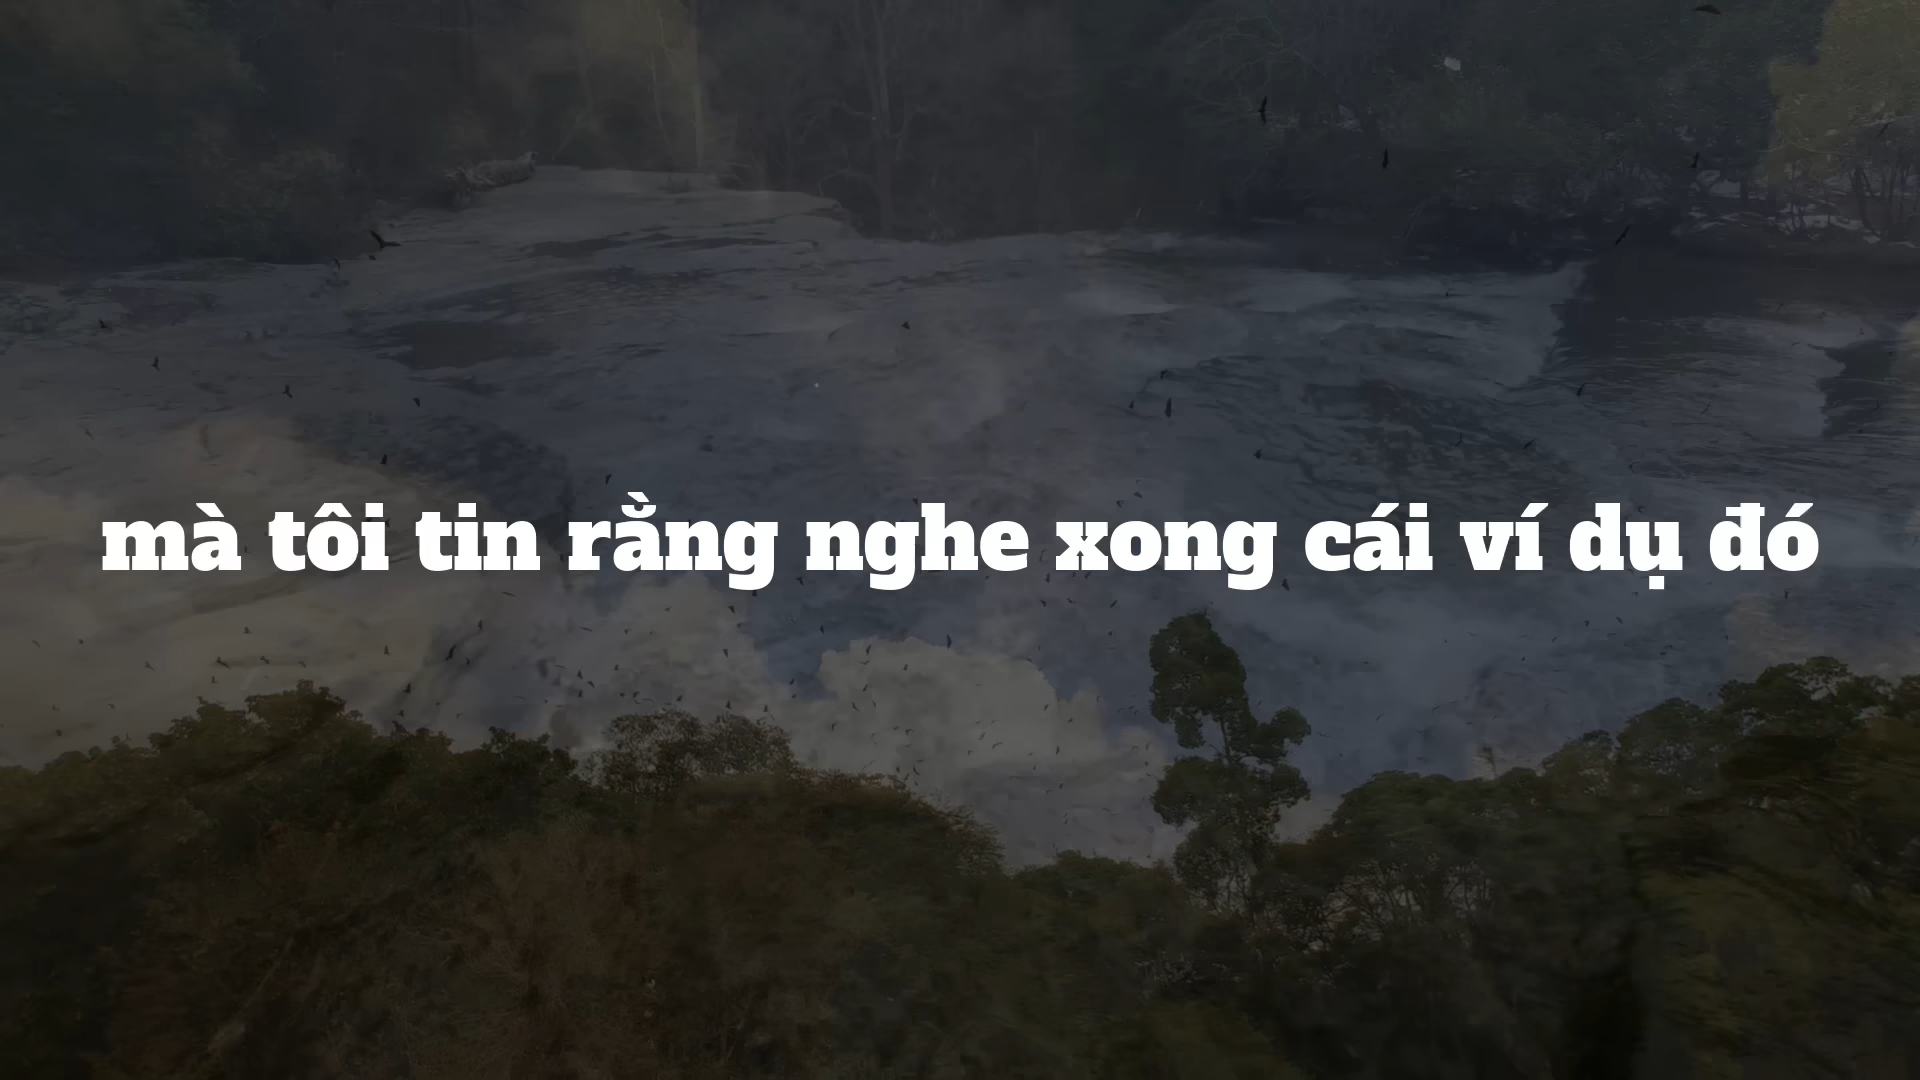 mà tôi tin rằng nghe xong cái ví dụ đó